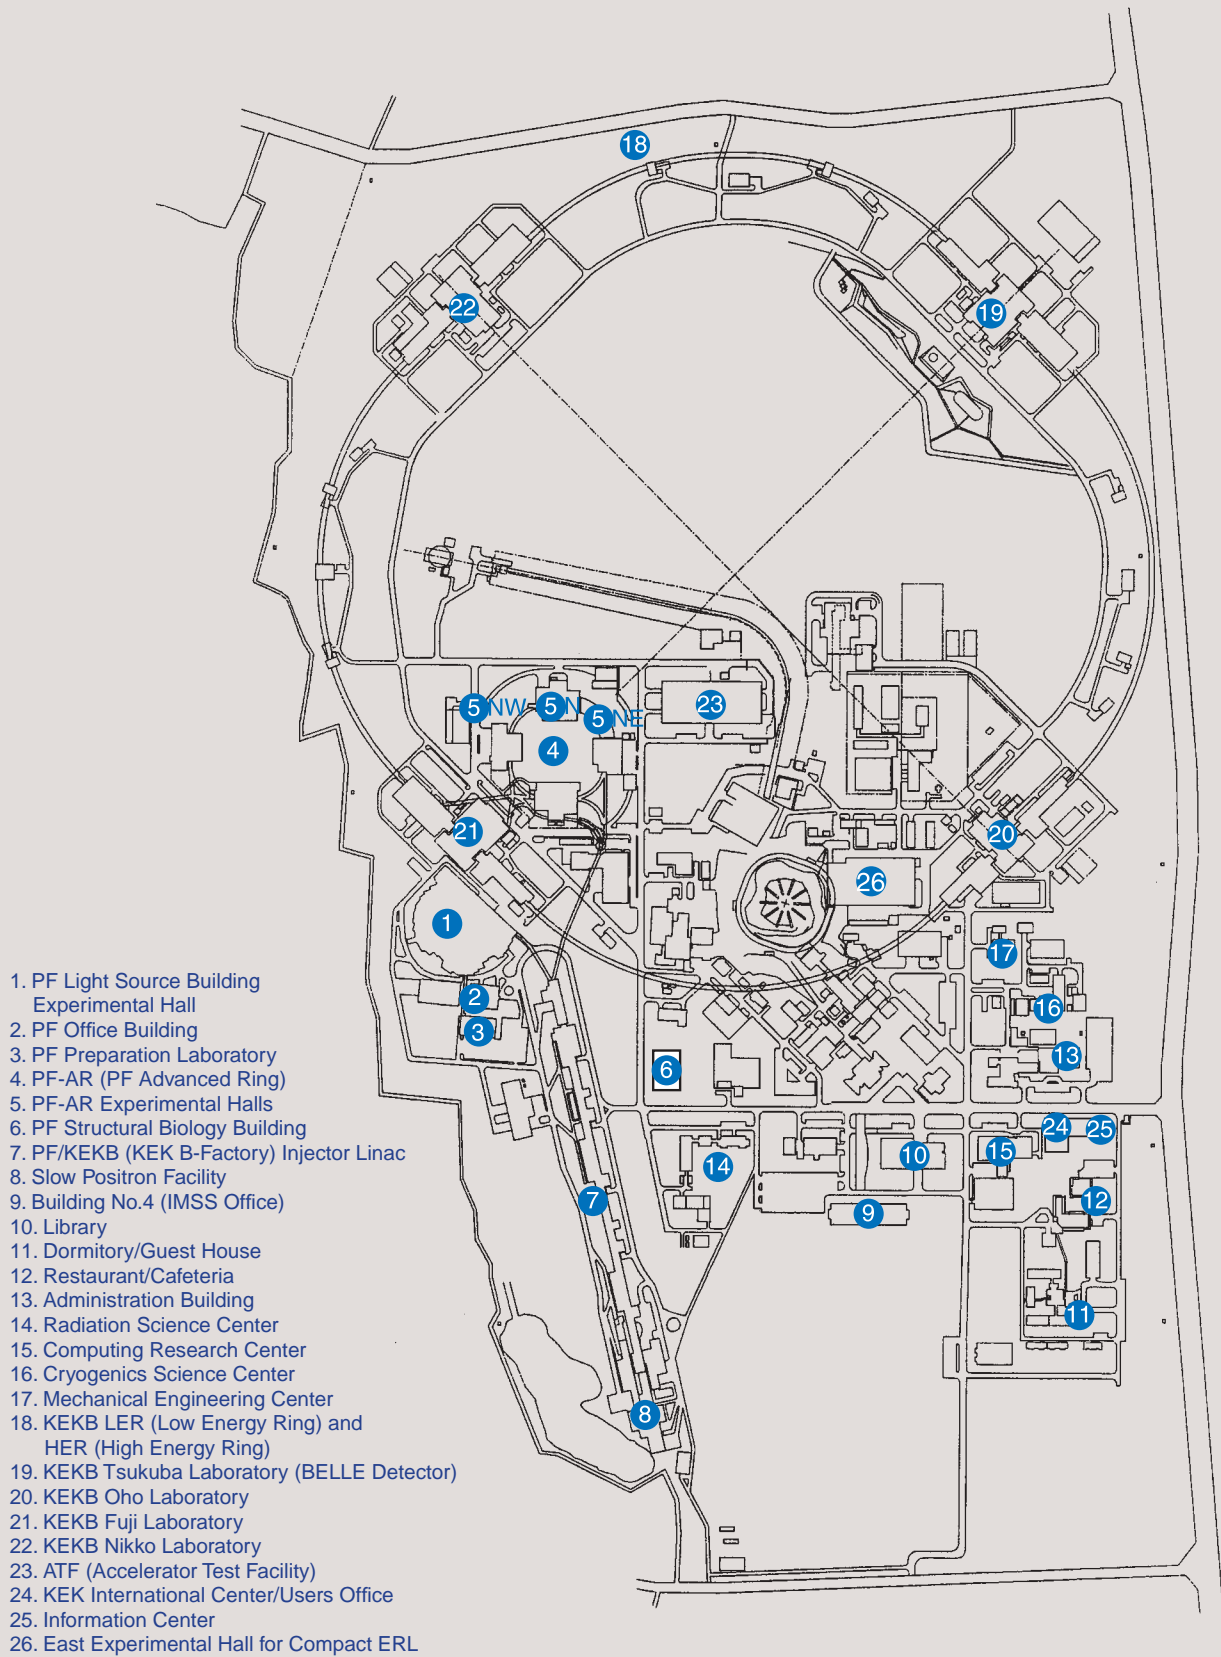 18
22
19
5 NW
5 N
5 NE
23
4
21
20
26
1
17
2
16
3
13
6
24
25
15
10
14
7
12
9
11
8
1. PF Light Source Building
Experimental Hall
2. PF Office Building
3. PF Preparation Laboratory
4. PF-AR (PF Advanced Ring)
5. PF-AR Experimental Halls
6. PF Structural Biology Building
7. PF/KEKB (KEK B-Factory) Injector Linac
8. Slow Positron Facility
9. Building No.4 (IMSS Office)
10. Library
11. Dormitory/Guest House
12. Restaurant/Cafeteria
13. Administration Building
14. Radiation Science Center
15. Computing Research Center
16. Cryogenics Science Center
17. Mechanical Engineering Center
18. KEKB LER (Low Energy Ring) and
HER (High Energy Ring)
19. KEKB Tsukuba Laboratory (BELLE Detector)
20. KEKB Oho Laboratory
21. KEKB Fuji Laboratory
22. KEKB Nikko Laboratory
23. ATF (Accelerator Test Facility)
24. KEK International Center/Users Office
25. Information Center
26. East Experimental Hall for Compact ERL